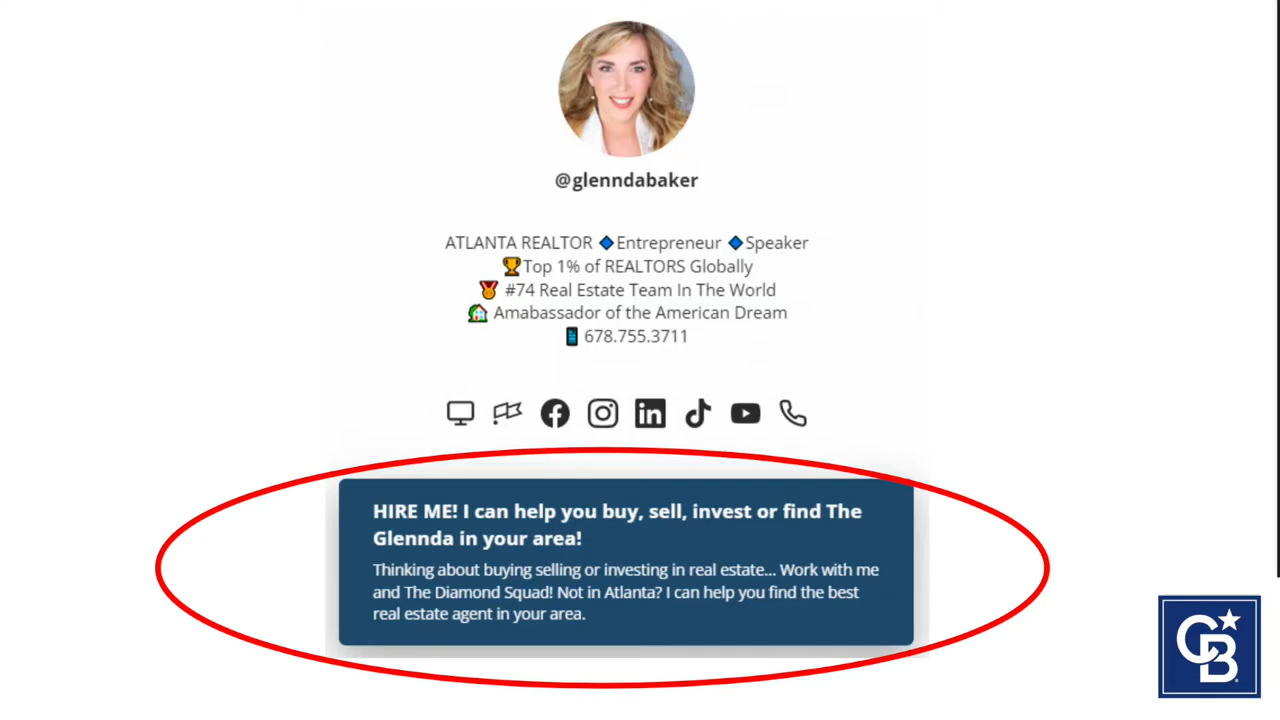 @glenndabaker
ATLANTA REALTOR 🔷Entrepreneur 🔷Speaker
🏆Top 1% of REALTORS Globally
🏅 #74 Real Estate Team In The World
🏡 Amabassador of the American Dream
📱 678.755.3711
HIRE ME! I can help you buy, sell, invest or find The
Glennda in your area!
Thinking about buying selling or investing in real estate... Work with me
and The Diamond Squad! Not in Atlanta? I can help you find the best
real estate agent in your area.
CB